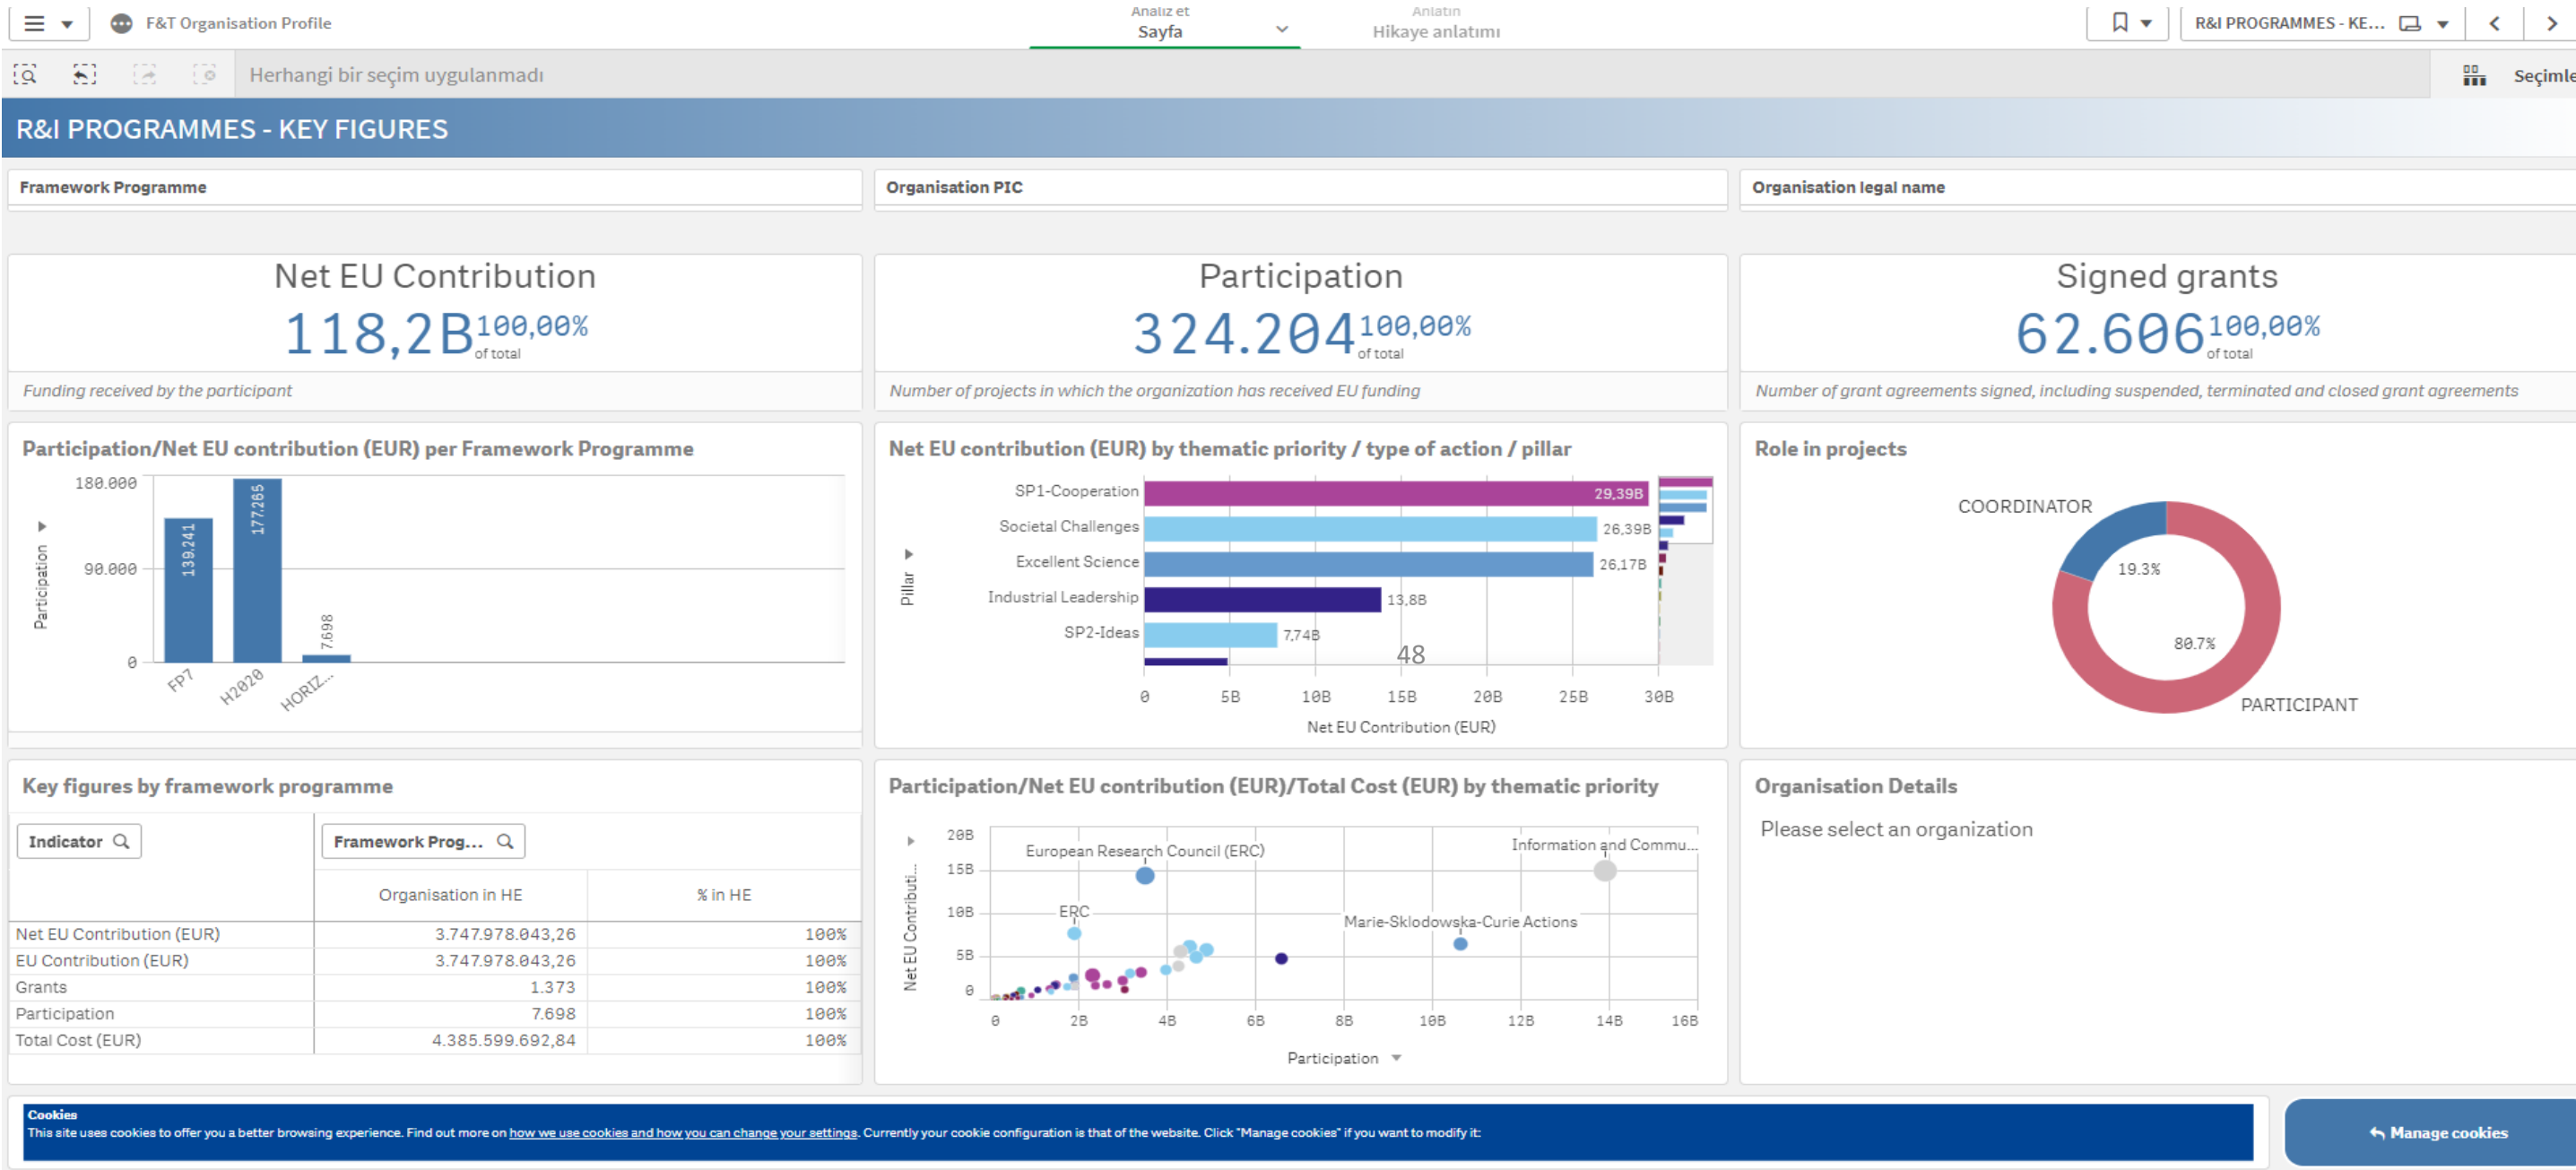 F&T Organisation Profile
Analiz et
Sayfa
Anlatın
Hikaye anlatımı
R&I PROGRAMMES - KE...
Herhangi bir seçim uygulanmadı
Seçimle
R&I PROGRAMMES - KEY FIGURES
Framework Programme
Organisation PIC
Organisation legal name
Net EU Contribution
118,2B
100,00%
of total
Funding received by the participant
Participation
324.204
100,00%
of total
Number of projects in which the organization has received EU funding
Signed grants
62.606
100,00%
of total
Number of grant agreements signed, including suspended, terminated and closed grant agreements
Participation/Net EU contribution (EUR) per Framework Programme
Participation
180.000
90.000
0
139.241
177.265
7.698
FP7
H2020
HORIZ...
Net EU contribution (EUR) by thematic priority / type of action / pillar
Pillar
SP1-Cooperation
29,39B
Societal Challenges
26,39B
Excellent Science
26,17B
Industrial Leadership
13,8B
SP2-Ideas
7,74B
48
0 5B 10B 15B 20B 25B 30B
Net EU Contribution (EUR)
Role in projects
COORDINATOR
19.3%
80.7%
PARTICIPANT
Key figures by framework programme
Indicator
Framework Prog...
Organisation in HE % in HE
Net EU Contribution (EUR) 3.747.978.043,26 100%
EU Contribution (EUR) 3.747.978.043,26 100%
Grants 1.373 100%
Participation 7.698 100%
Total Cost (EUR) 4.385.599.692,84 100%
Participation/Net EU contribution (EUR)/Total Cost (EUR) by thematic priority
Net EU Contributi...
20B
15B
10B
5B
0
European Research Council (ERC)
Information and Commu...
ERC
Marie-Sklodowska-Curie Actions
0 2B 4B 6B 8B 10B 12B 14B 16B
Participation
Organisation Details
Please select an organization
Cookies
This site uses cookies to offer you a better browsing experience. Find out more on how we use cookies and how you can change your settings. Currently your cookie configuration is that of the website. Click "Manage cookies" if you want to modify it:
Manage cookies